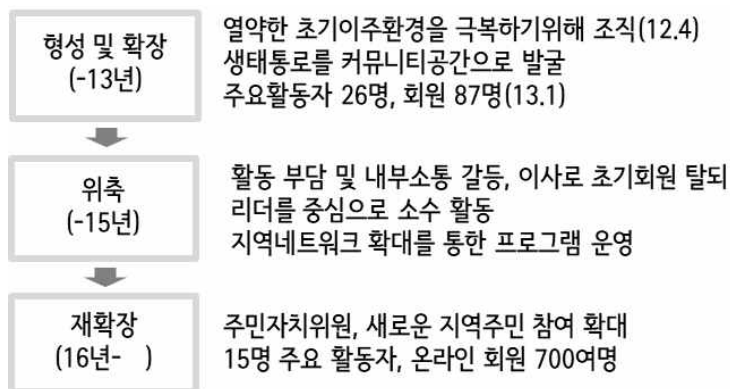 형성 및 확장
(-13년)
열약한 초기이주환경을 극복하기위해 조직(12.4)
생태통로를 커뮤니티공간으로 발굴
주요활동자 26명, 회원 87명(13.1)
위축
(-15년)
활동 부담 및 내부소통 갈등, 이사로 초기회원 탈되
리더를 중심으로 소수 활동
지역네트워크 확대를 통한 프로그램 운영
재확장
(16년- )
주민자치위원, 새로운 지역주민 참여 확대
15명 주요 활동자, 온라인 회원 700여명